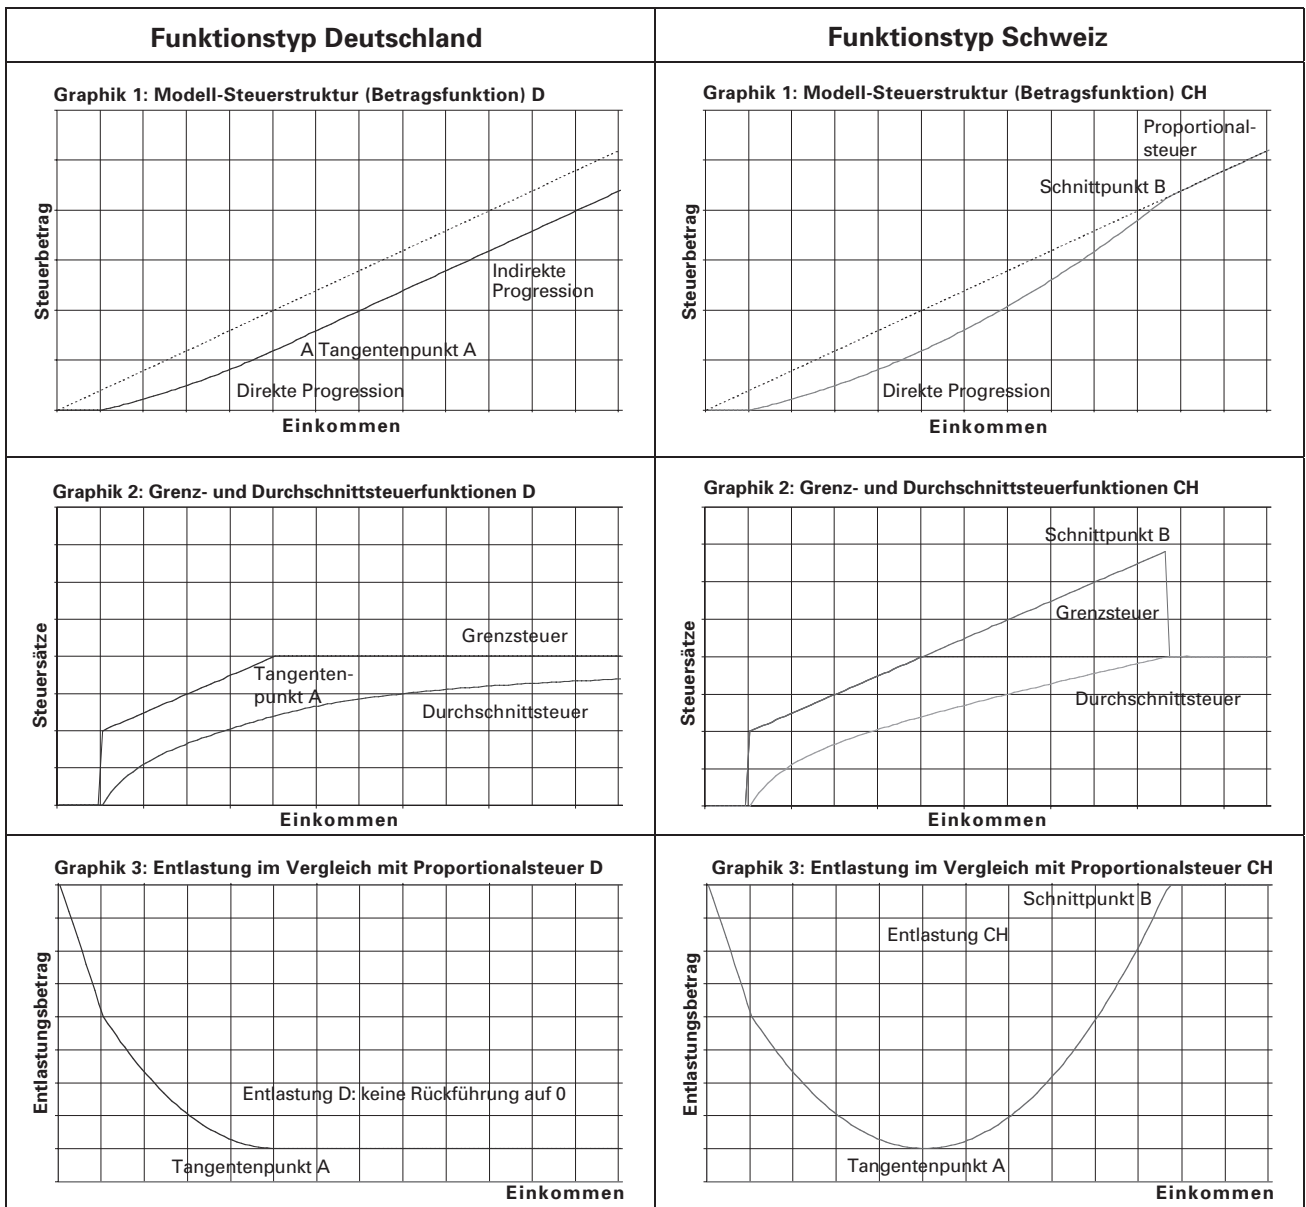 Funktionstyp Deutschland
Funktionstyp Schweiz
Graphik 1: Modell-Steuerstruktur (Betragsfunktion) D
Steuerbetrag
Indirekte
Progression
A Tangentenpunkt A
Direkte Progression
Einkommen
Graphik 1: Modell-Steuerstruktur (Betragsfunktion) CH
Proportional-
steuer
Schnittpunkt B
Steuerbetrag
Direkte Progression
Einkommen
Graphik 2: Grenz- und Durchschnittsteuerfunktionen D
Steuersätze
Grenzsteuer
Tangenten-
punkt A
Durchschnittsteuer
Einkommen
Graphik 2: Grenz- und Durchschnittsteuerfunktionen CH
Schnittpunkt B
Steuersätze
Grenzsteuer
Durchschnittsteuer
Einkommen
Graphik 3: Entlastung im Vergleich mit Proportionalsteuer D
Entlastungsbetrag
Entlastung D: keine Rückführung auf 0
Tangentenpunkt A
Einkommen
Graphik 3: Entlastung im Vergleich mit Proportionalsteuer CH
Schnittpunkt B
Entlastung CH
Entlastungsbetrag
Tangentenpunkt A
Einkommen